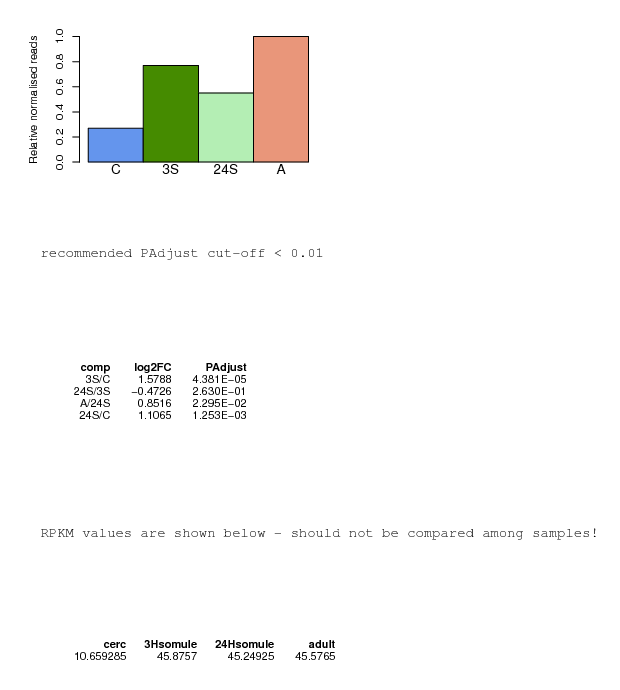 Relative normalised reads
1.0
0.8
0.6
0.4
0.2
0.0
C 3S 24S A
recommended PAdjust cut-off < 0.01
comp log2FC PAdjust
3S/C 1.5788 4.381E−05
24S/3S −0.4726 2.630E−01
A/24S 0.8516 2.295E−02
24S/C 1.1065 1.253E−03
RPKM values are shown below - should not be compared among samples!
cerc 3Hsomule 24Hsomule adult
10.659285 45.8757 45.24925 45.5765